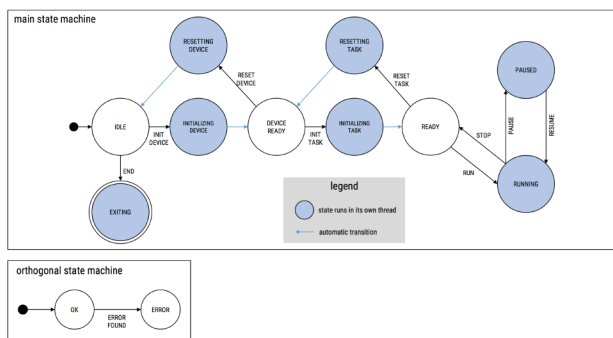 main state machine
RESETTING
DEVICE
RESETTING
TASK
PAUSED
RESET
DEVICE
RESET
TASK
PAUSE
RESUME
IDLE
INIT
DEVICE
INITIALIZING
DEVICE
DEVICE
READY
INIT
TASK
INITIALIZING
TASK
READY
STOP
RUN
RUNNING
END
EXITING
legend
state runs in its own thread
automatic transition
orthogonal state machine
OK
ERROR
FOUND
ERROR